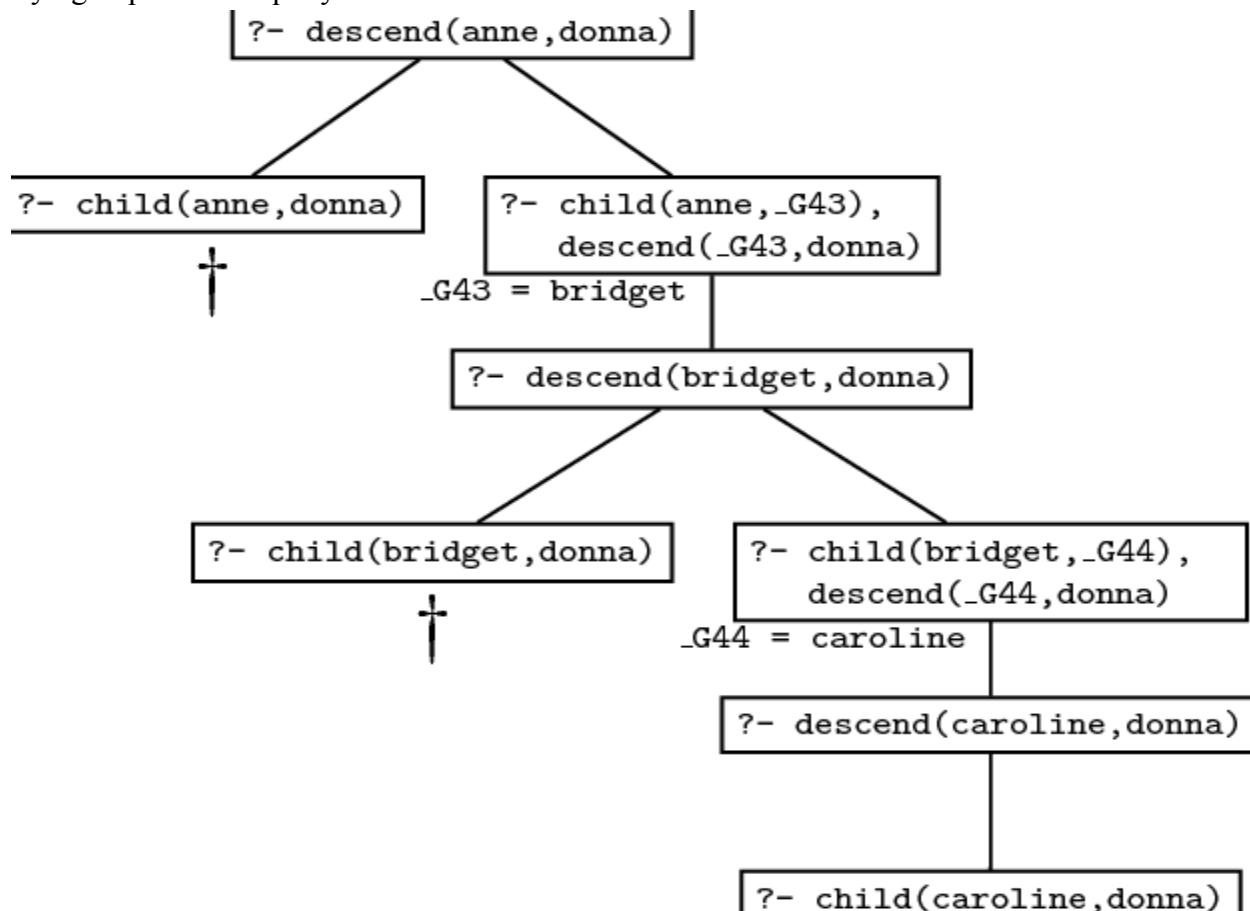 ?- descend(anne,donna)
?- child(anne,donna)
?- child(anne,_G43),
descend(_G43,donna)
†
_G43 = bridget
?- descend(bridget,donna)
?- child(bridget,donna)
?- child(bridget,_G44),
descend(_G44,donna)
†
_G44 = caroline
?- descend(caroline,donna)
?- child(caroline,donna)